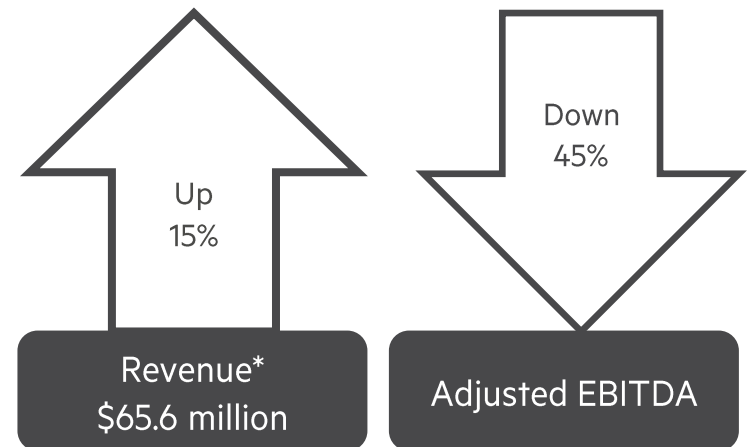 Up
15%
Revenue*
$65.6 million
Down
45%
Adjusted EBITDA